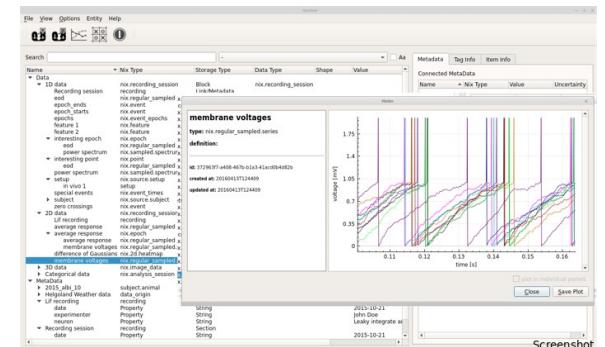 File View Options Entity Help
Search - Aa
Name Nix Type Storage Type Data Type Shape Value
Data
1D data nix.recording_session Block nix.recording_session
Recording session recording Link/Metadata
eod nix.regular_sampled
epoch_ends nix.event
epoch_starts nix.event
epochs nix.event_epochs
feature 1 nix.feature
feature 2 nix.feature
interesting epoch nix.epoch
eod nix.regular_sampled
power spectrum nix.sampled.spectrum
interesting point nix.point
eod nix.regular_sampled
power spectrum nix.sampled.spectrum
setup nix.source.setup
in vivo 1 setup
special events nix.event_times
subject nix.source.subject
zero crossings nix.event
2D data nix.recording_session
Lif recording recording
average response nix.regular_sampled
average response nix.epoch
average response nix.regular_sampled
membrane voltages nix.regular_sampled
difference of Gaussians nix.2d.heatmap
membrane voltages nix.regular_sampled
3D data nix.image_data
Categorical data nix.analysis_session
MetaData
2015_albi_10 subject.animal
Helgoland Weather data data_origin
Lif recording recording
date Property String 2015-10-21
experimenter Property String John Doe
neuron Property String Leaky integrate a
Recording session recording Section
date Property String 2015-10-21
Metadata Tag Info Item Info
Connected MetaData
Name Nix Type Value Uncertainty
Plotter
membrane voltages
type: nix.regular_sampled.series
definition:
created at: 20160413T124409
updated at: 20160413T124409
voltage [mV]
1.75
1.4
1.05
0.7
0.35
0
0.11 0.12 0.13 0.14 0.15 0.16
time [s]
plot in individual panels
Close Save Plot
Screenshot